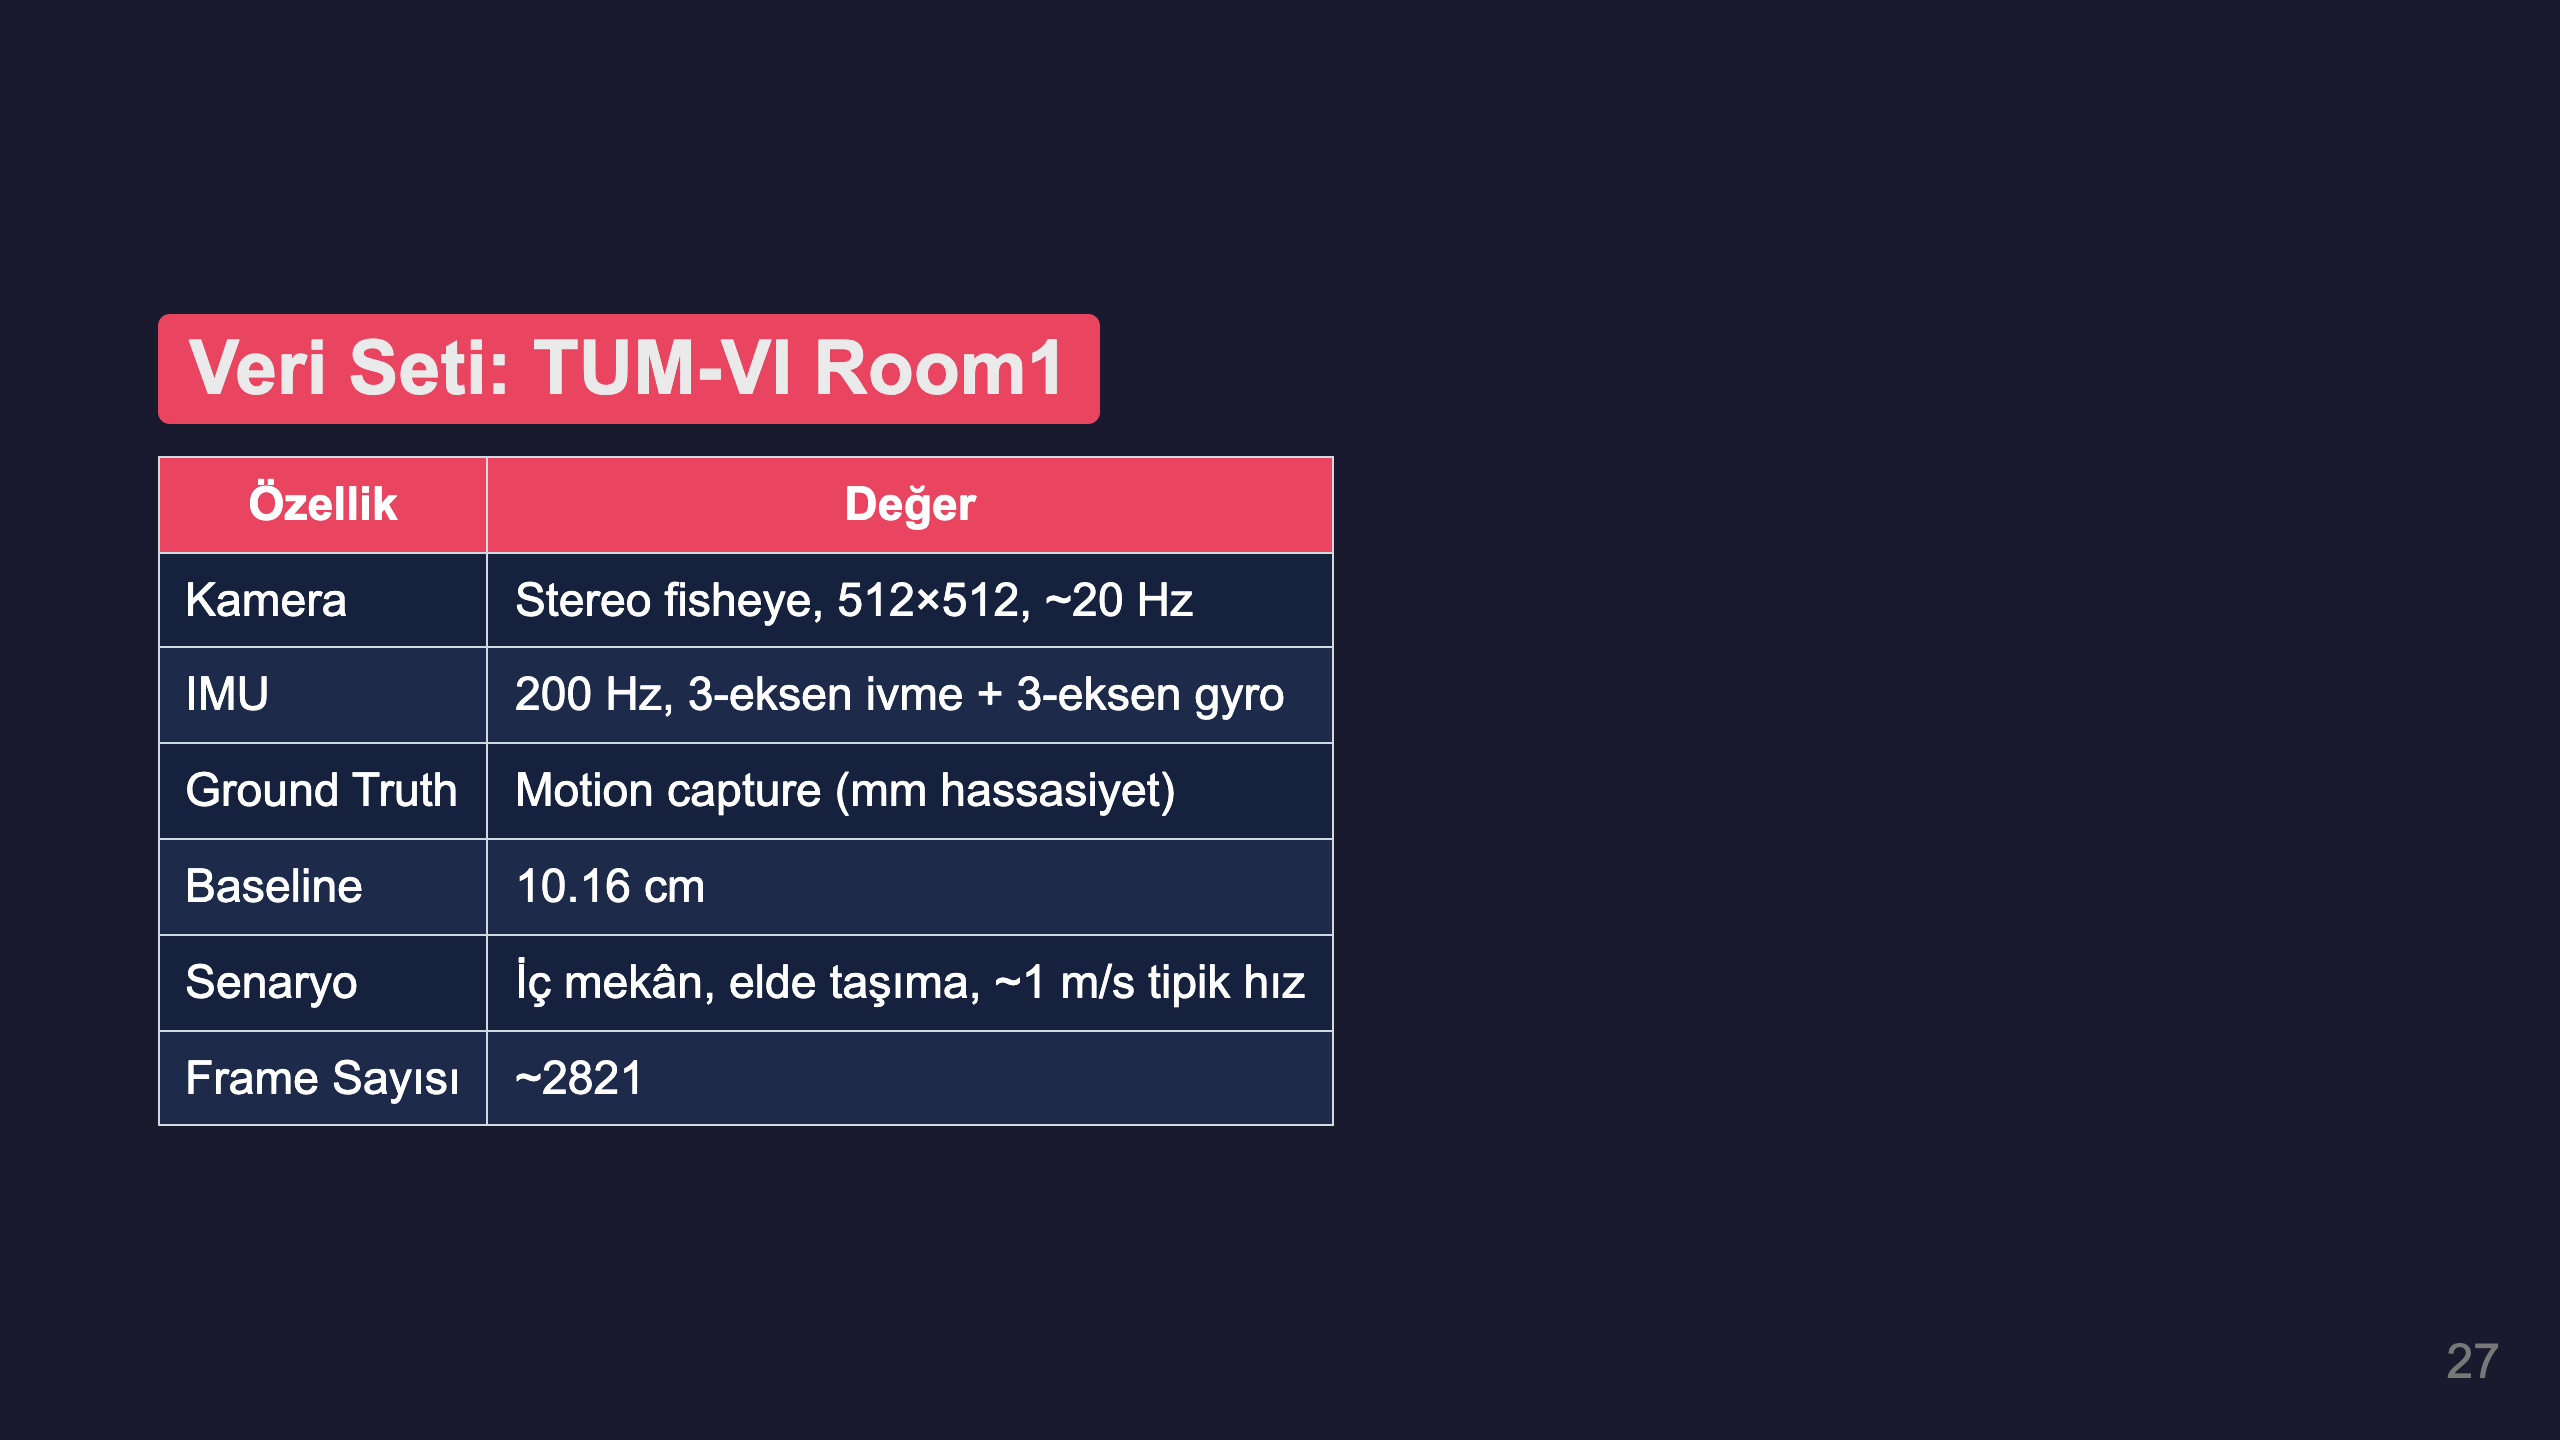 Veri Seti: TUM-VI Room1
Özellik Değer
Kamera Stereo fisheye, 512×512, ~20 Hz
IMU 200 Hz, 3-eksen ivme + 3-eksen gyro
Ground Truth Motion capture (mm hassasiyet)
Baseline 10.16 cm
Senaryo İç mekân, elde taşıma, ~1 m/s tipik hız
Frame Sayısı ~2821
27